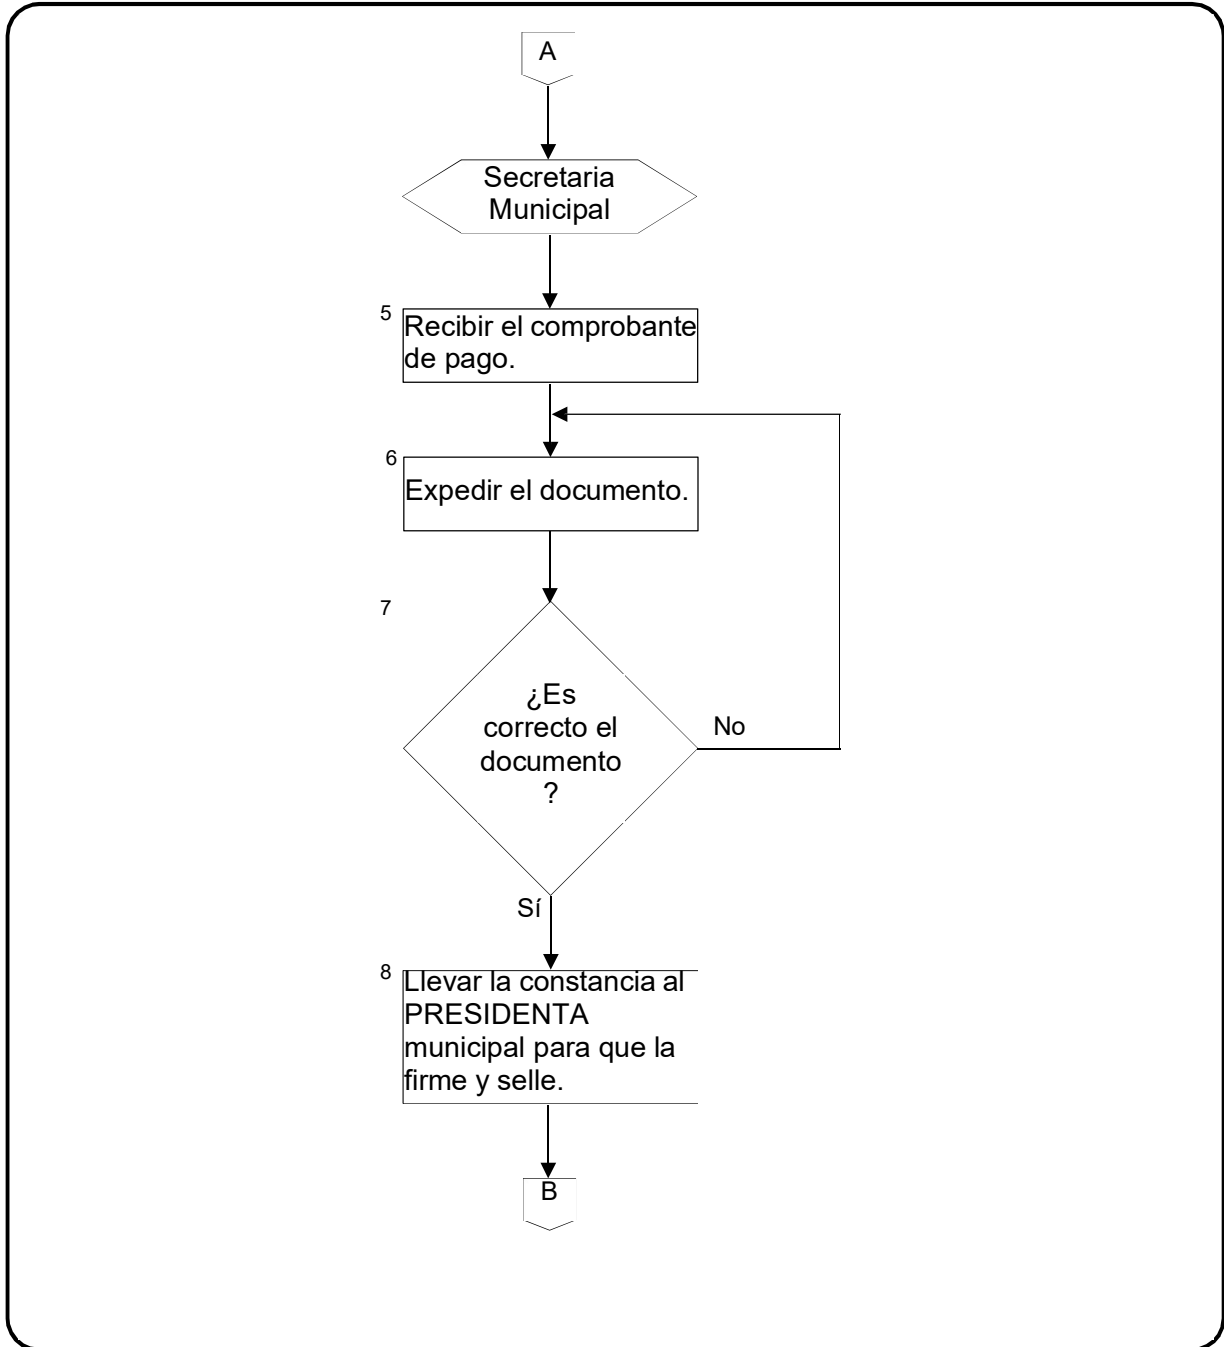 A
Secretaria
Municipal
5
Recibir el comprobante
de pago.
6
Expedir el documento.
7
¿Es
correcto el
documento
?
No
Sí
8
Llevar la constancia al
PRESIDENTA
municipal para que la
firme y selle.
B